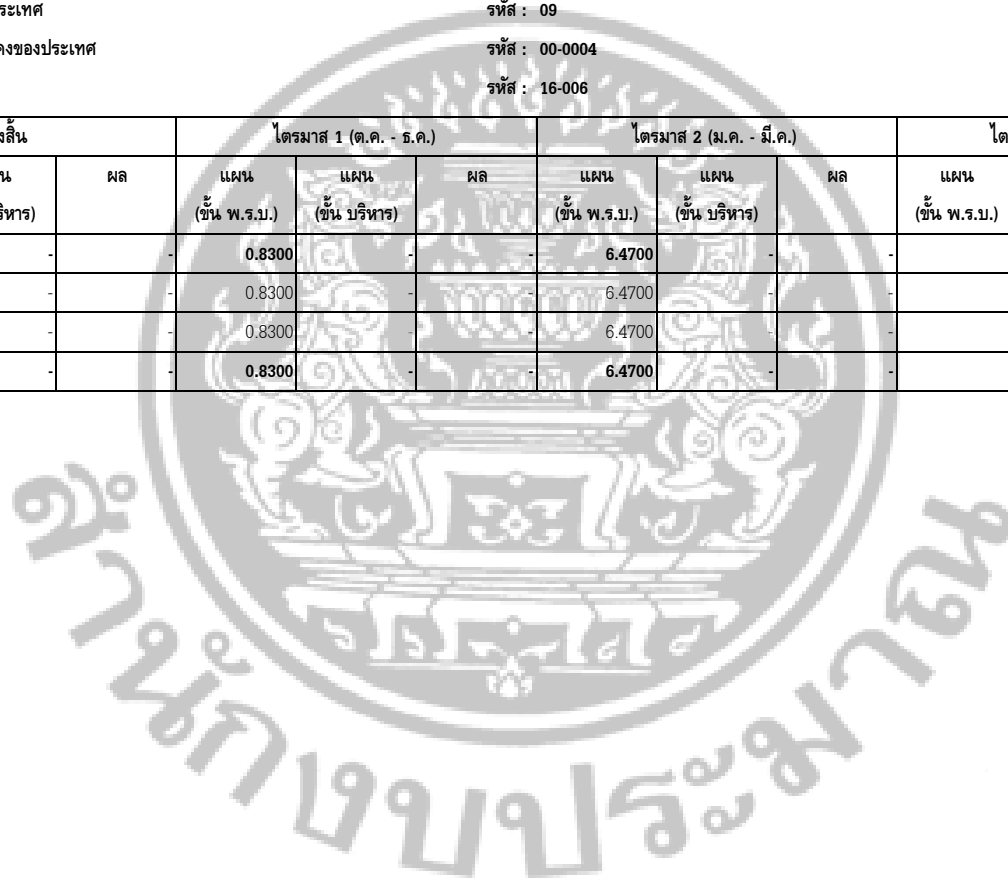 ระเทศ รหัส : 09
คงของประเทศ รหัส : 00-0004
รหัส : 16-006
งสิ้น ไตรมาส 1 (ต.ค. - ธ.ค.) ไตรมาส 2 (ม.ค. - มี.ค.) ไต
น ผล แผน แผน ผล แผน แผน ผล แผน
ริหาร) (ขั้น พ.ร.บ.) (ขั้น บริหาร) (ขั้น พ.ร.บ.) (ขั้น บริหาร) (ขั้น พ.ร.บ.)
- - 0.8300 - - 6.4700 - -
- - 0.8300 - - 6.4700 - -
- - 0.8300 - - 6.4700 - -
- - 0.8300 - - 6.4700 - -
สำนักงบประมาณ